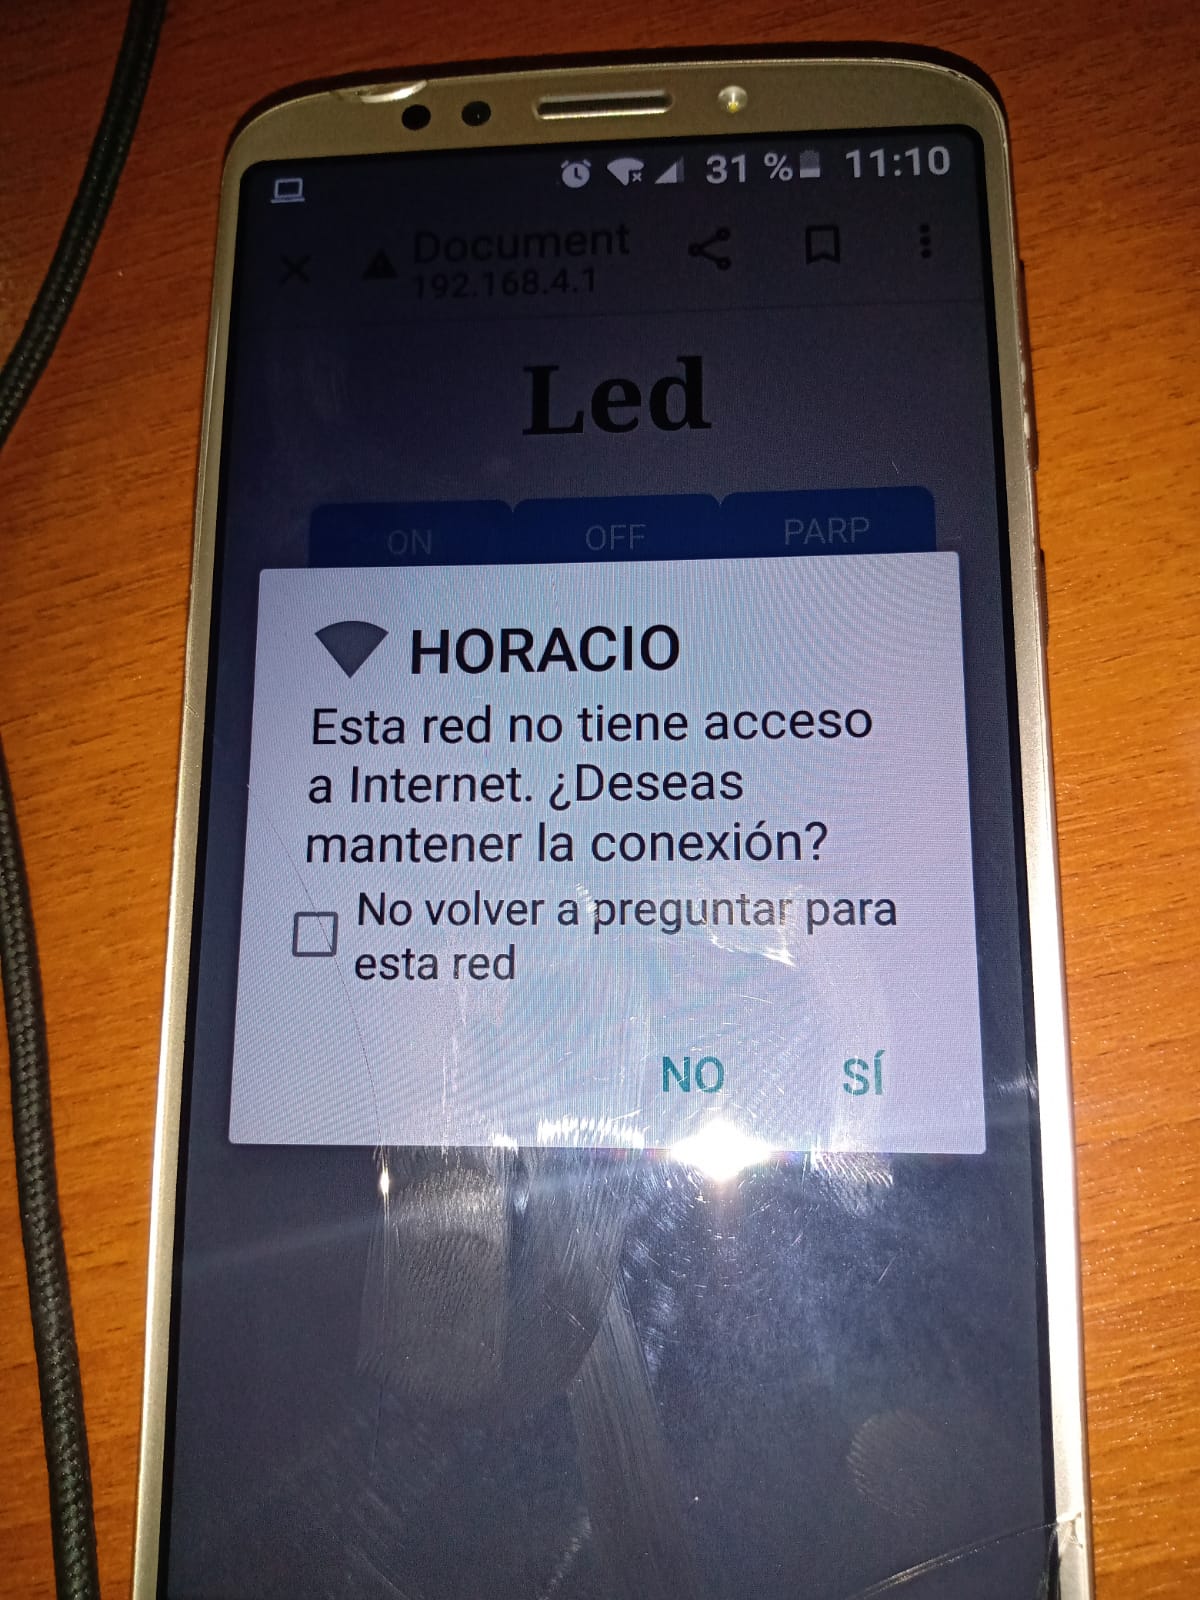 31 % 11:10
Document
192.168.4.1
Led
ON OFF PARP
HORACIO
Esta red no tiene acceso
a Internet. ¿Deseas
mantener la conexión?
No volver a preguntar para
esta red
NO SÍ